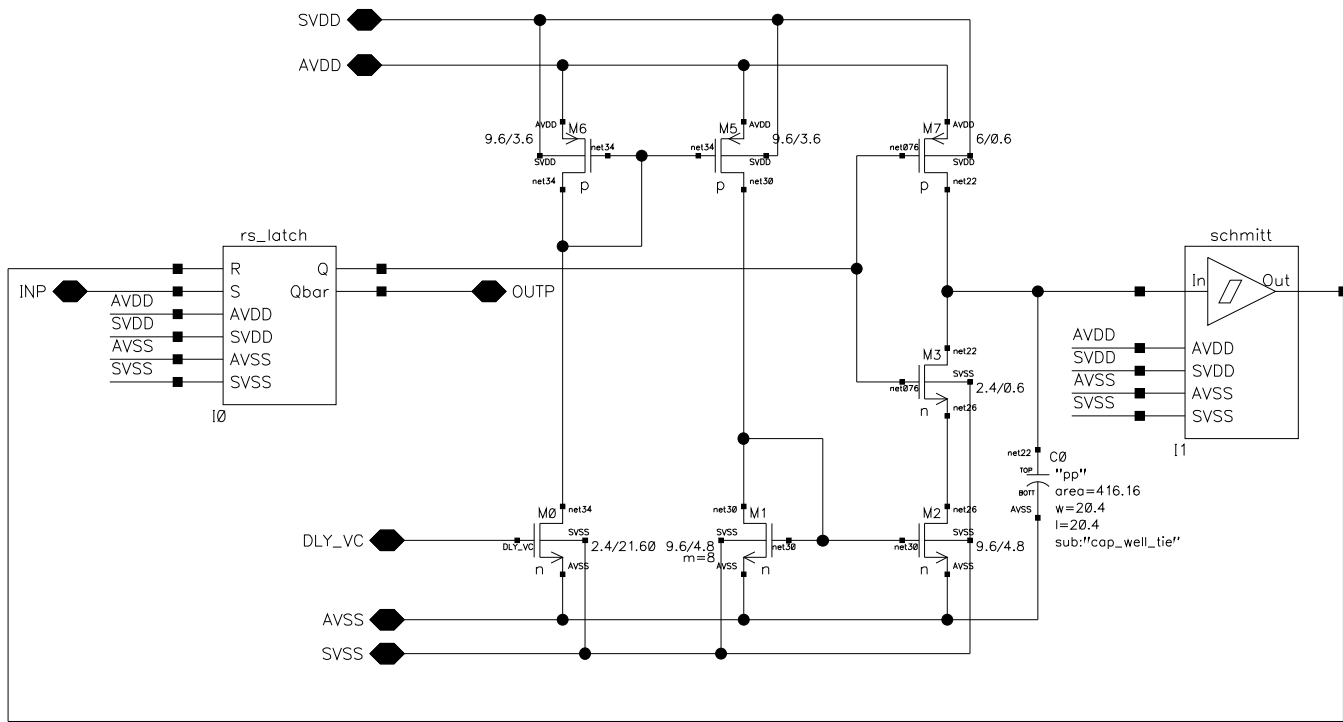 SVDD
AVDD
AVDD M6
9.6/3.6
net34
SVDD
net34
p
M5 AVDD
9.6/3.6
net34
SVDD
net30
p
M7 AVDD 6/0.6
net076
SVDD
net22
p
rs_latch
R Q
S Qbar
AVDD
SVDD
AVSS
SVSS
INP
AVDD
SVDD
AVSS
SVSS
I0
OUTP
schmitt
In Out
AVDD
SVDD
AVSS
SVSS
AVDD
SVDD
AVSS
SVSS
I1
net22
M3
SVSS
2.4/0.6
net076
n net26
net22 C0
TOP "pp"
BOTT area=416.16
AVSS w=20.4
l=20.4
sub:"cap_well_tie"
DLY_VC
M0 net34
SVSS
DLY_VC 2.4/21.60
n AVSS
net30 M1
SVSS
9.6/4.8 net30
m=8
AVSS n
M2 net26
SVSS
net30 9.6/4.8
n AVSS
AVSS
SVSS